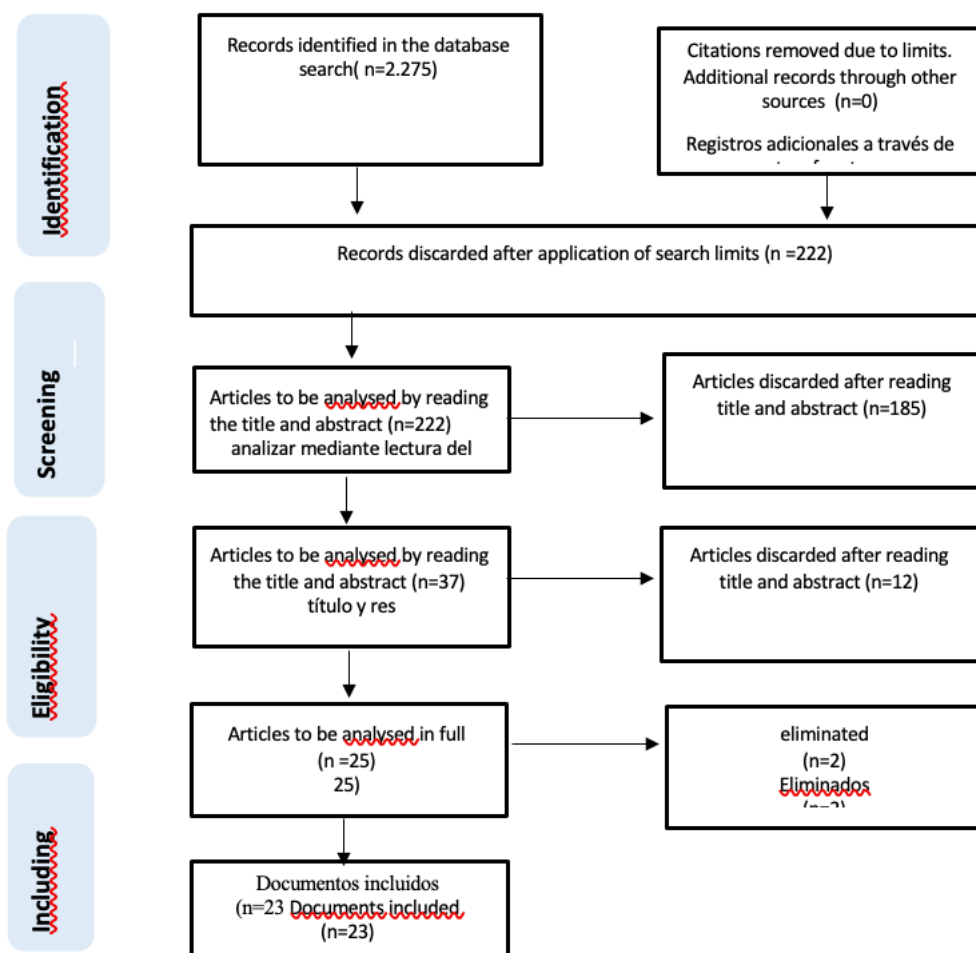 Identification
Records identified in the database
search( n=2.275)
Citations removed due to limits.
Additional records through other
sources (n=0)
Registros adicionales a través de
Records discarded after application of search limits (n =222)
Screening
Articles to be analysed by reading
the title and abstract (n=222)
analizar mediante lectura del
Articles discarded after reading
title and abstract (n=185)
Eligibility
Articles to be analysed by reading
the title and abstract (n=37)
título y res
Articles discarded after reading
title and abstract (n=12)
Articles to be analysed in full
(n =25)
25)
eliminated
(n=2)
Eliminados
Including
Documentos incluidos
(n=23 Documents included
(n=23)